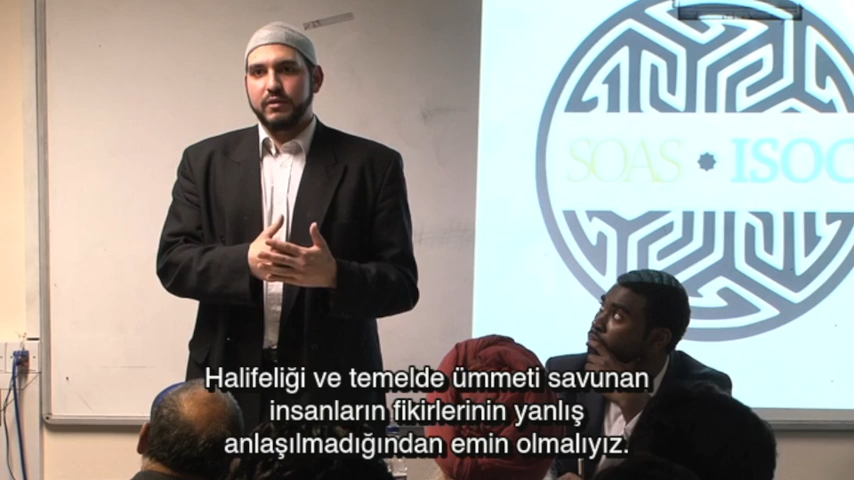 SOAS ISOC
Halifeliği ve temelde ümmeti savunan
insanların fikirlerinin yanlış
anlaşılmadığından emin olmalıyız.